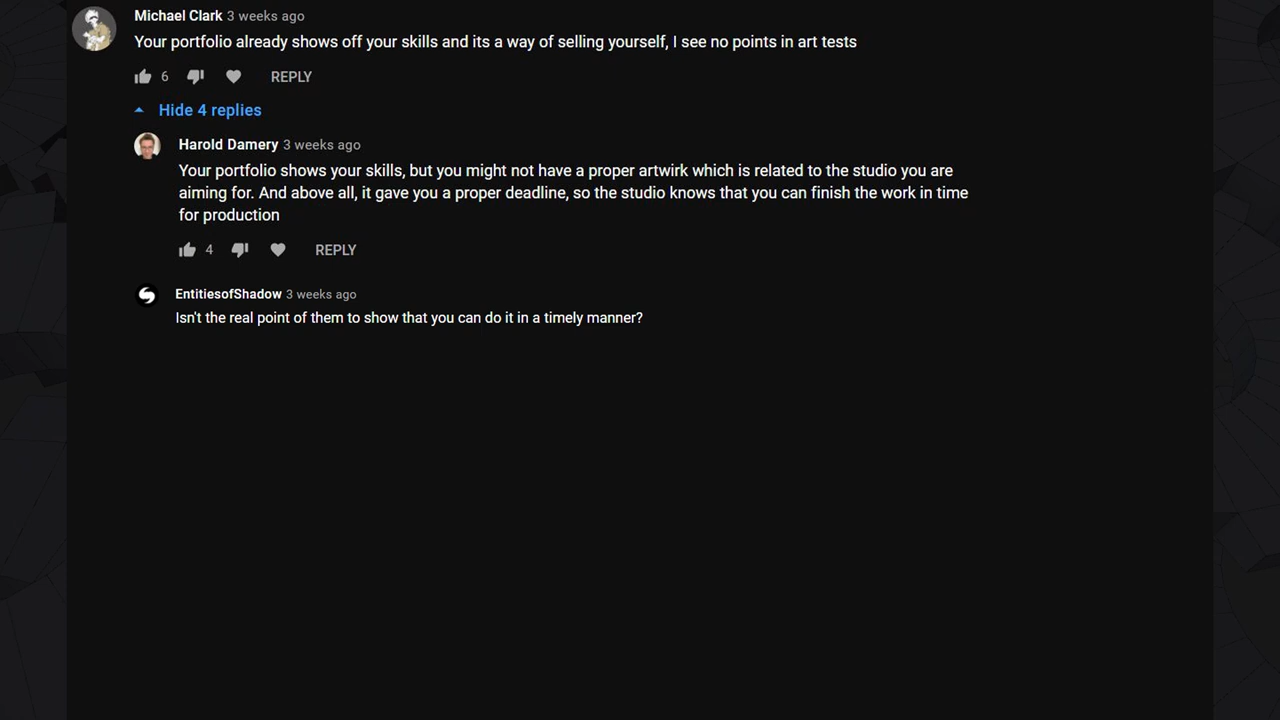 Michael Clark 3 weeks ago
Your portfolio already shows off your skills and its a way of selling yourself, I see no points in art tests
6 REPLY
Hide 4 replies
Harold Damery 3 weeks ago
Your portfolio shows your skills, but you might not have a proper artwirk which is related to the studio you are
aiming for. And above all, it gave you a proper deadline, so the studio knows that you can finish the work in time
for production
4 REPLY
EntitiesofShadow 3 weeks ago
Isn't the real point of them to show that you can do it in a timely manner?